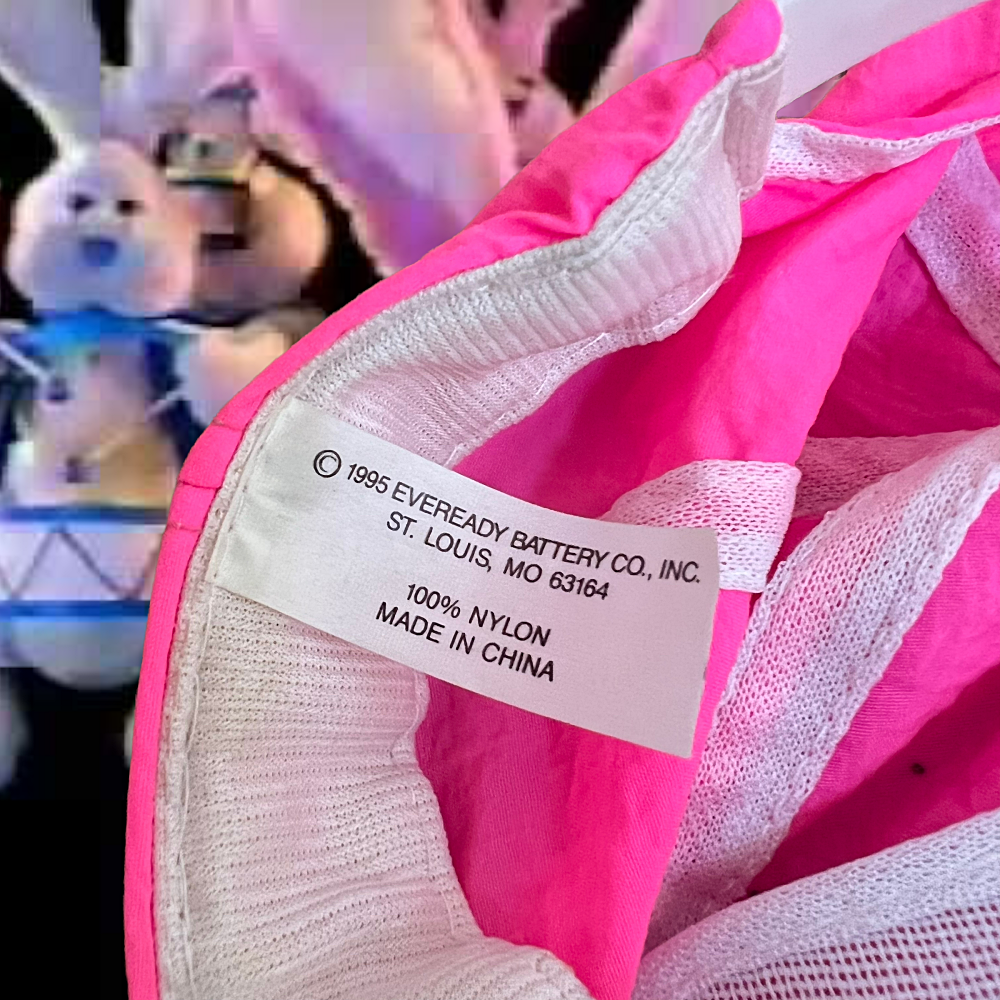 © 1995 EVEREADY BATTERY CO., INC.
ST. LOUIS, MO 63164
100% NYLON
MADE IN CHINA